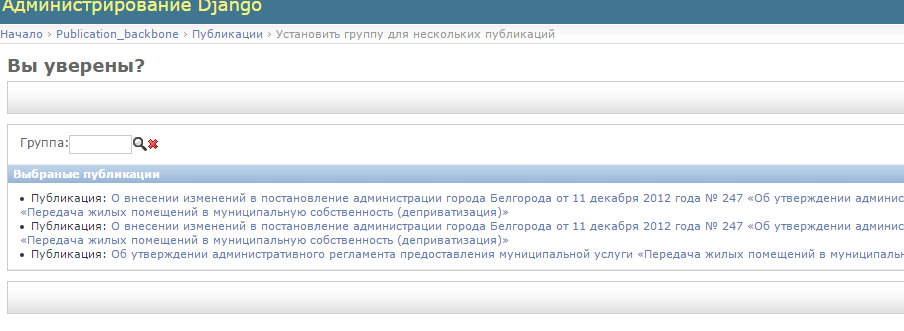 Администрирование Django
Начало › Publication_backbone › Публикации › Установить группу для нескольких публикаций
Вы уверены?
Группа:
Выбраные публикации
• Публикация: О внесении изменений в постановление администрации города Белгорода от 11 декабря 2012 года № 247 «Об утверждении админис
«Передача жилых помещений в муниципальную собственность (деприватизация)»
• Публикация: О внесении изменений в постановление администрации города Белгорода от 11 декабря 2012 года № 247 «Об утверждении админис
«Передача жилых помещений в муниципальную собственность (деприватизация)»
• Публикация: Об утверждении административного регламента предоставления муниципальной услуги «Передача жилых помещений в муниципальн